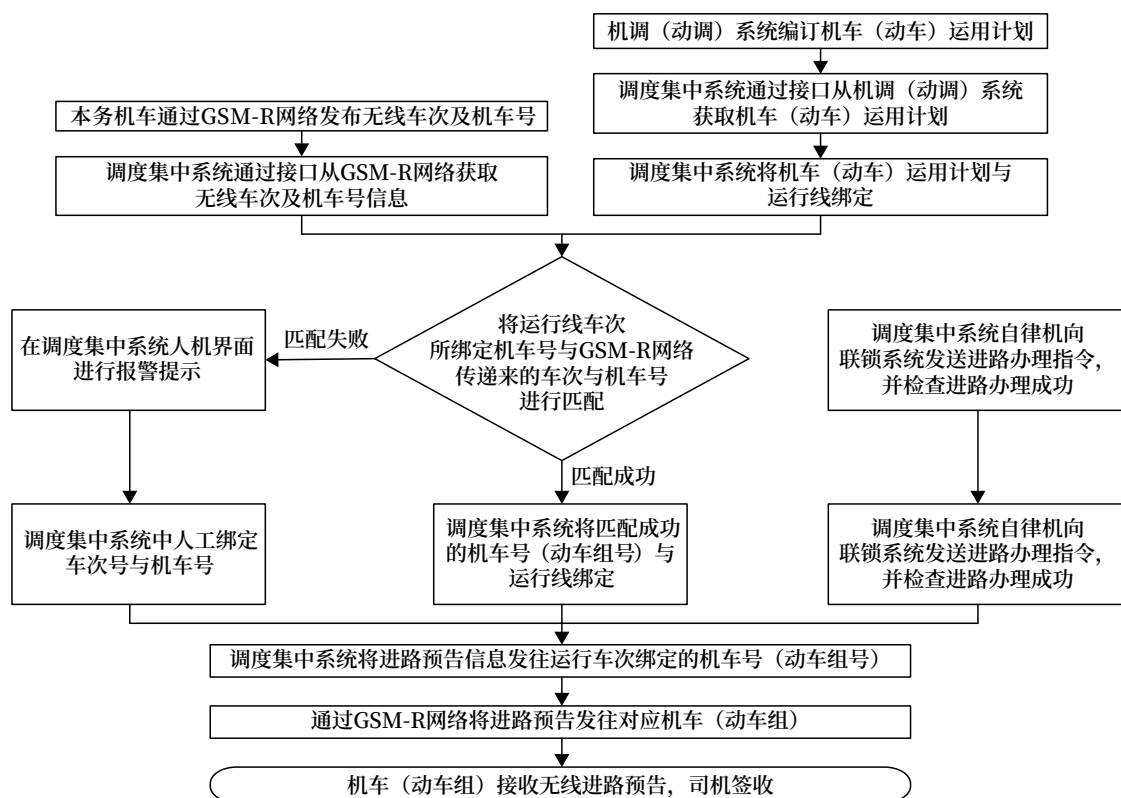 机调（动调）系统编订机车（动车）运用计划
调度集中系统通过接口从机调（动调）系统
获取机车（动车）运用计划
本务机车通过GSM-R网络发布无线车次及机车号
调度集中系统通过接口从GSM-R网络获取
无线车次及机车号信息
调度集中系统将机车（动车）运用计划与
运行线绑定
将运行线车次
所绑定机车号与GSM-R网络
传递来的车次与机车号
进行匹配
匹配失败
在调度集中系统人机界面
进行报警提示
调度集中系统自律机向
联锁系统发送进路办理指令，
并检查进路办理成功
匹配成功
调度集中系统中人工绑定
车次号与机车号
调度集中系统将匹配成功
的机车号（动车组号）与
运行线绑定
调度集中系统自律机向
联锁系统发送进路办理指令，
并检查进路办理成功
调度集中系统将进路预告信息发往运行车次绑定的机车号（动车组号）
通过GSM-R网络将进路预告发往对应机车（动车组）
机车（动车组）接收无线进路预告，司机签收